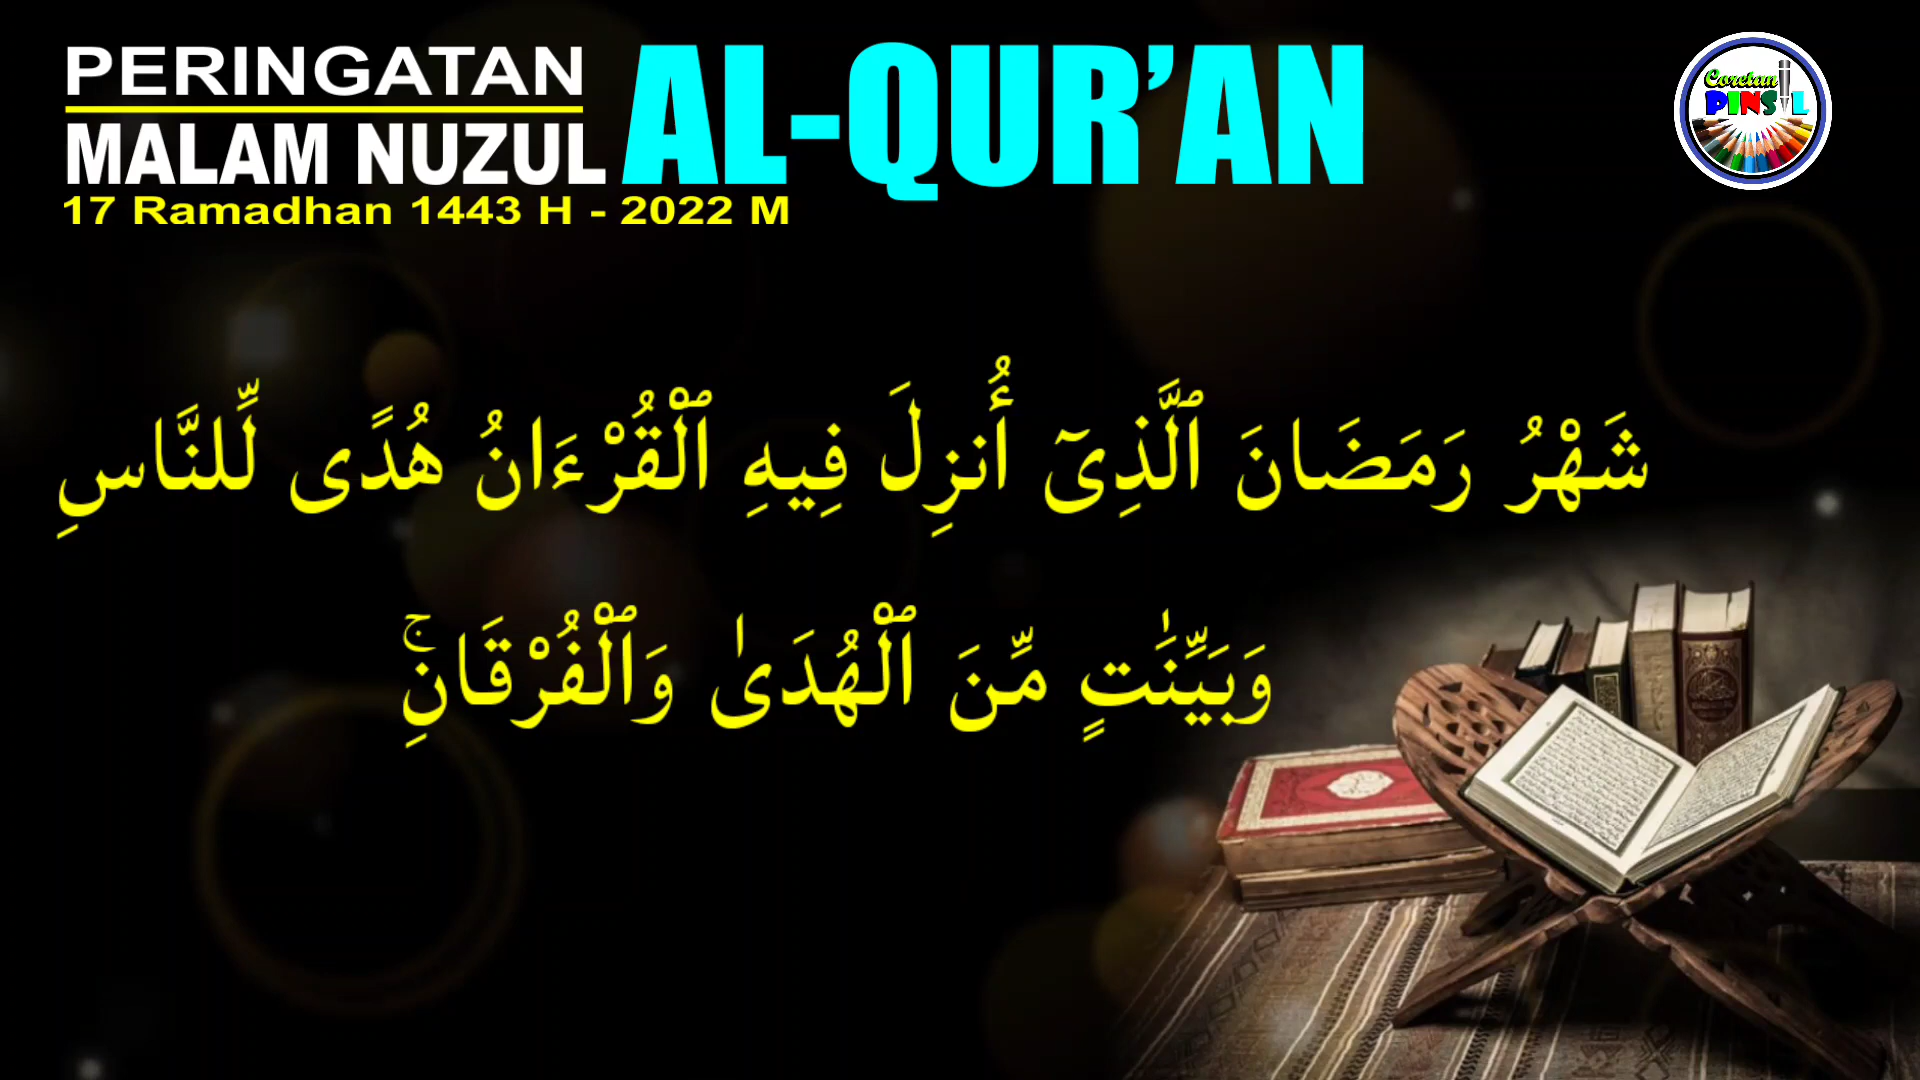 PERINGATAN
MALAM NUZUL AL-QUR’AN
17 Ramadhan 1443 H - 2022 M
Coretan
PINSIL
شَهْرُ رَمَضَانَ ٱلَّذِىٓ أُنزِلَ فِيهِ ٱلْقُرْءَانُ هُدًى لِّلنَّاسِ
وَبَيِّنَٰتٍ مِّنَ ٱلْهُدَىٰ وَٱلْفُرْقَانِۚ